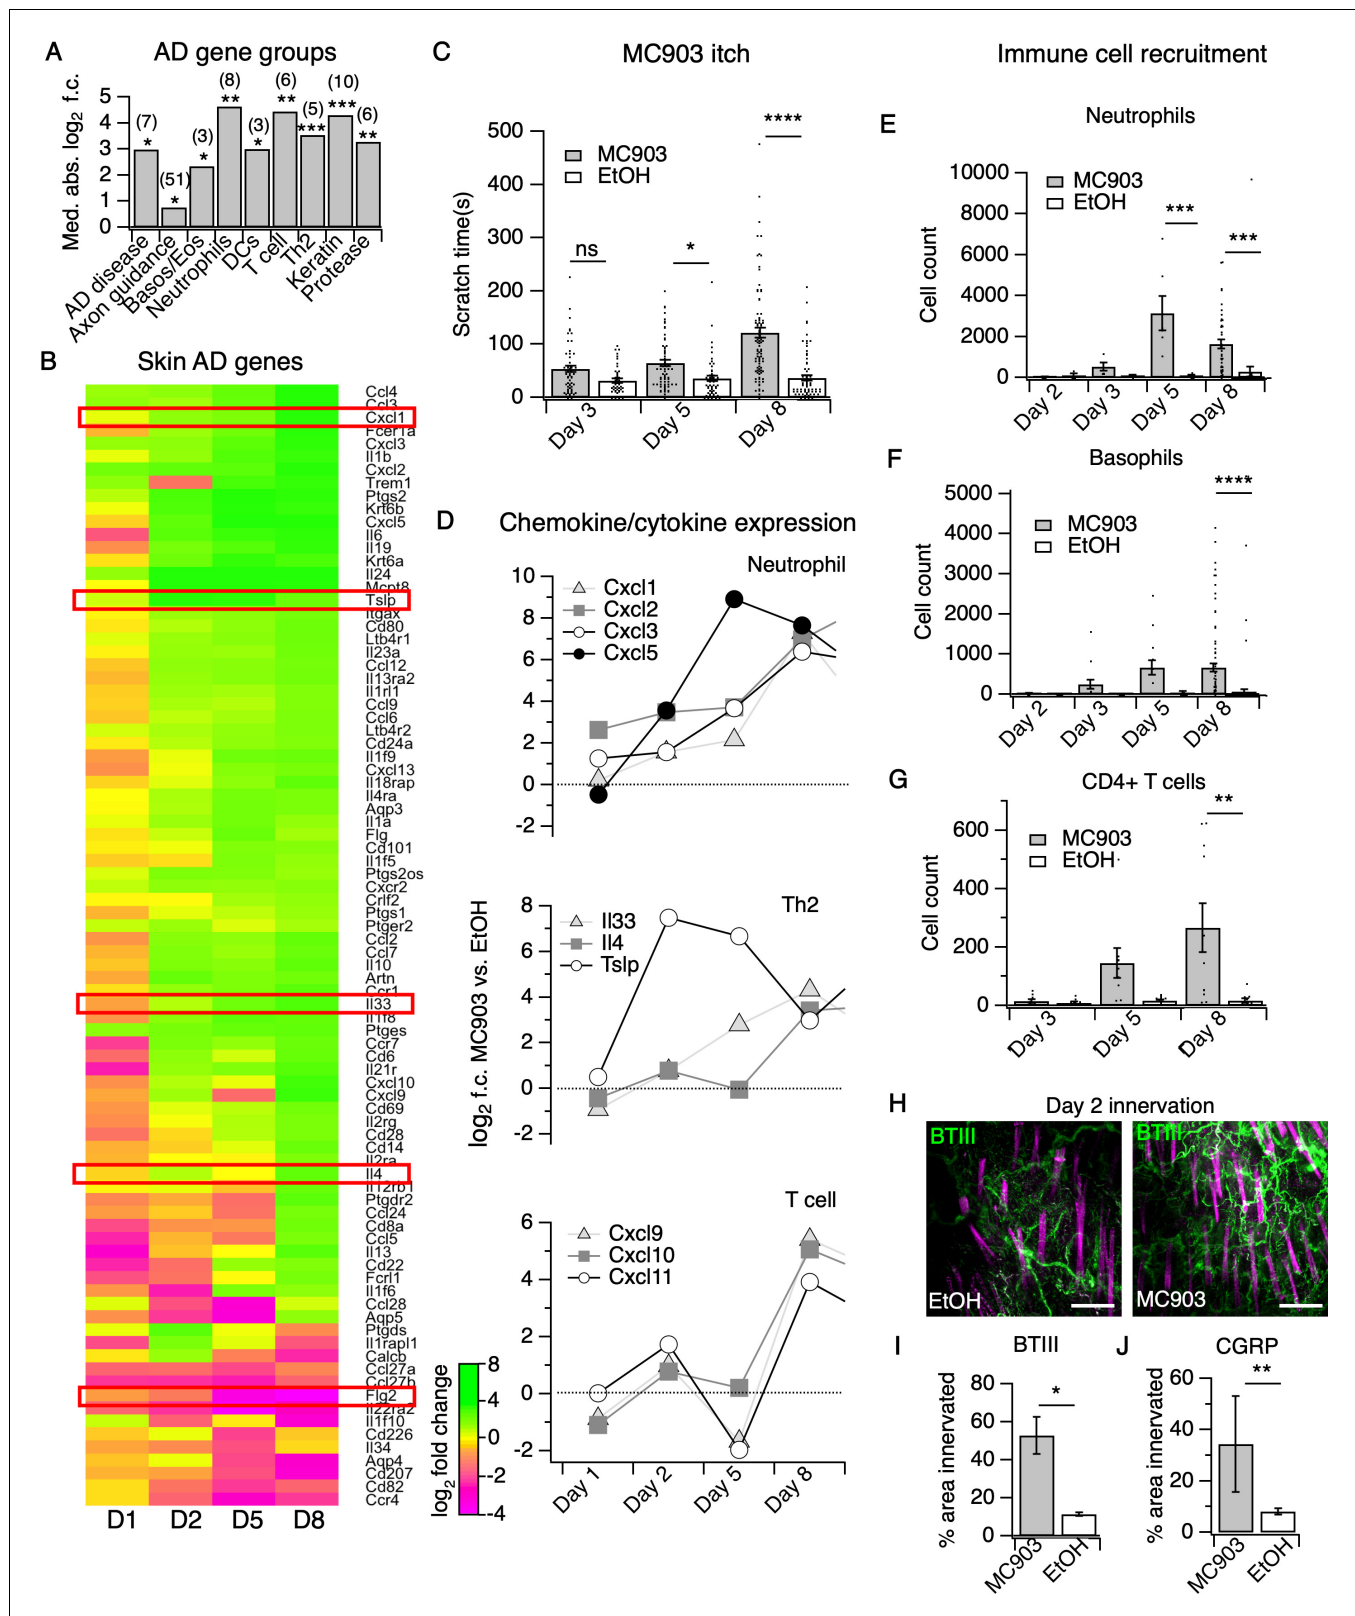 A
AD gene groups
Med. abs. log2 f.c.
5
4
3
2
1
0
(7)
*
(51)
*
(3)
*
(8)
**
(3)
*
(6)
**
(5)
***
(10)
***
(6)
**
AD disease
Axon guidance
Basos/Eos
Neutrophils
DCs
T cell
Th2
Keratin
Protease
B
Skin AD genes
Ccl4
Ccl3
Cxcl1
Fcer1a
Cxcl3
Il1b
Cxcl2
Trem1
Ptgs2
Krt6b
Cxcl5
Il6
Il19
Krt6a
Il24
Mcpt8
Tslp
Itgax
Cd80
Ltb4r1
Il23a
Ccl12
Il13ra2
Il1rl1
Ccl9
Ccl6
Ltb4r2
Cd24a
Il1f9
Cxcl13
Il18rap
Il4ra
Aqp3
Il1a
Flg
Cd101
Il1f5
Ptgs2os
Cxcr2
Crlf2
Ptgs1
Ptger2
Ccl2
Ccl7
Il10
Artn
Ccr1
Il33
Il1f8
Ptges
Ccr7
Cd6
Il21r
Cxcl10
Cxcl9
Cd69
Il2rg
Cd28
Cd14
Il2ra
Il4
Il12rb1
Ptgdr2
Ccl24
Cd8a
Ccl5
Il13
Cd22
Fcrl1
Il1f6
Ccl28
Aqp5
Ptgds
Il1rapl1
Calcb
Ccl27a
Ccl27b
Flg2
Il22ra2
Il1f10
Cd226
Il34
Aqp4
Cd207
Cd82
Ccr4
D1 D2 D5 D8
log2 fold change
8
4
0
-2
-4
C
MC903 itch
Scratch time(s)
500
400
300
200
100
0
MC903
EtOH
ns
*
****
Day 3
Day 5
Day 8
D
Chemokine/cytokine expression
log2 f.c. MC903 vs. EtOH
Neutrophil
10
8
6
4
2
0
-2
Cxcl1
Cxcl2
Cxcl3
Cxcl5
Th2
8
6
4
2
0
-2
Il33
Il4
Tslp
T cell
6
4
2
0
-2
Cxcl9
Cxcl10
Cxcl11
Day 1
Day 2
Day 5
Day 8
Immune cell recruitment
E
Neutrophils
Cell count
10000
8000
6000
4000
2000
0
MC903
EtOH
***
***
Day 2
Day 3
Day 5
Day 8
F
Basophils
Cell count
5000
4000
3000
2000
1000
0
MC903
EtOH
****
Day 2
Day 3
Day 5
Day 8
G
CD4+ T cells
Cell count
600
400
200
0
MC903
EtOH
**
Day 3
Day 5
Day 8
H
Day 2 innervation
BTIII
EtOH
BTIII
MC903
I
BTIII
% area innervated
80
60
40
20
0
*
MC903
EtOH
J
CGRP
% area innervated
60
40
20
0
**
MC903
EtOH